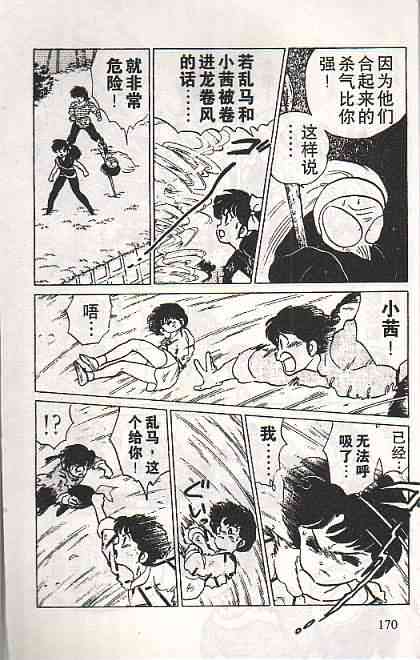 因为他们
合起来的
杀气比你
强！
这样说
……
若乱马和
小茜被卷
进龙卷风
的话……
就非常
危险！
小茜！
唔…
已经…
无法呼
吸了…
我……
ぐい
乱马，这
个给你！
!?
170